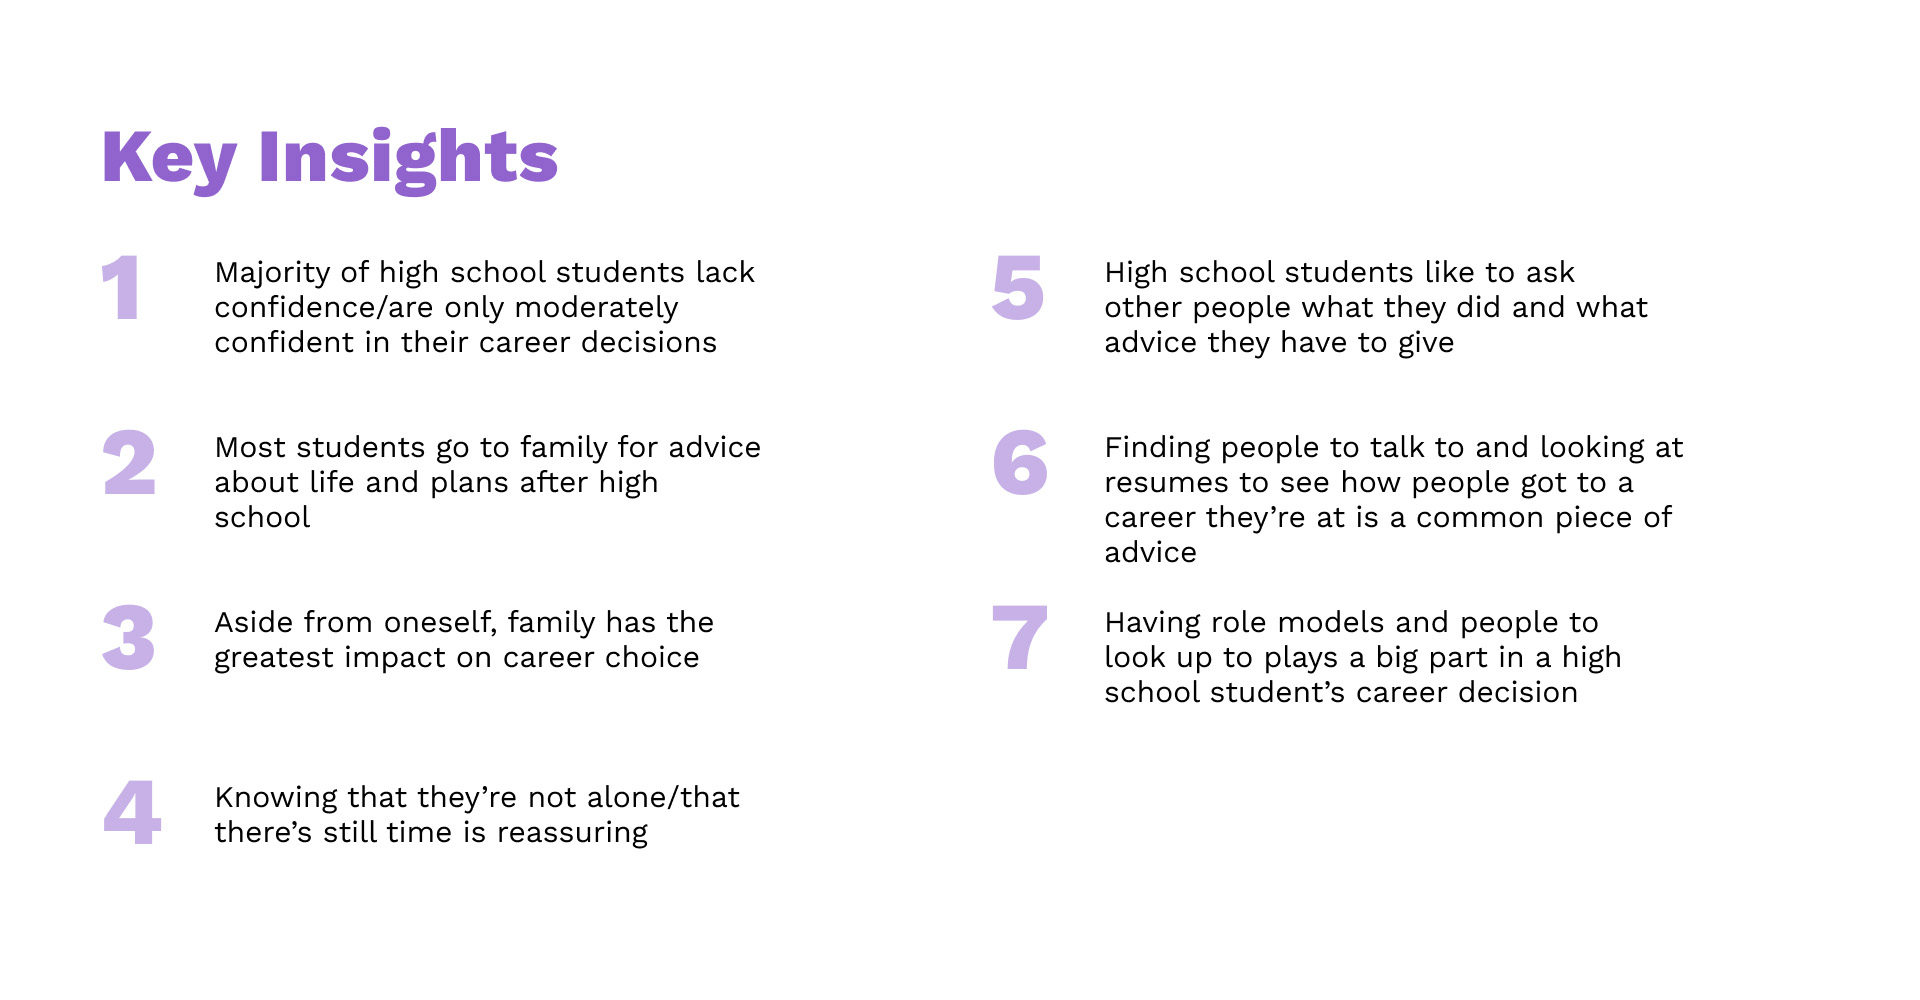 Key Insights
1
Majority of high school students lack
confidence/are only moderately
confident in their career decisions
2
Most students go to family for advice
about life and plans after high
school
3
Aside from oneself, family has the
greatest impact on career choice
4
Knowing that they’re not alone/that
there’s still time is reassuring
5
High school students like to ask
other people what they did and what
advice they have to give
6
Finding people to talk to and looking at
resumes to see how people got to a
career they’re at is a common piece of
advice
7
Having role models and people to
look up to plays a big part in a high
school student’s career decision